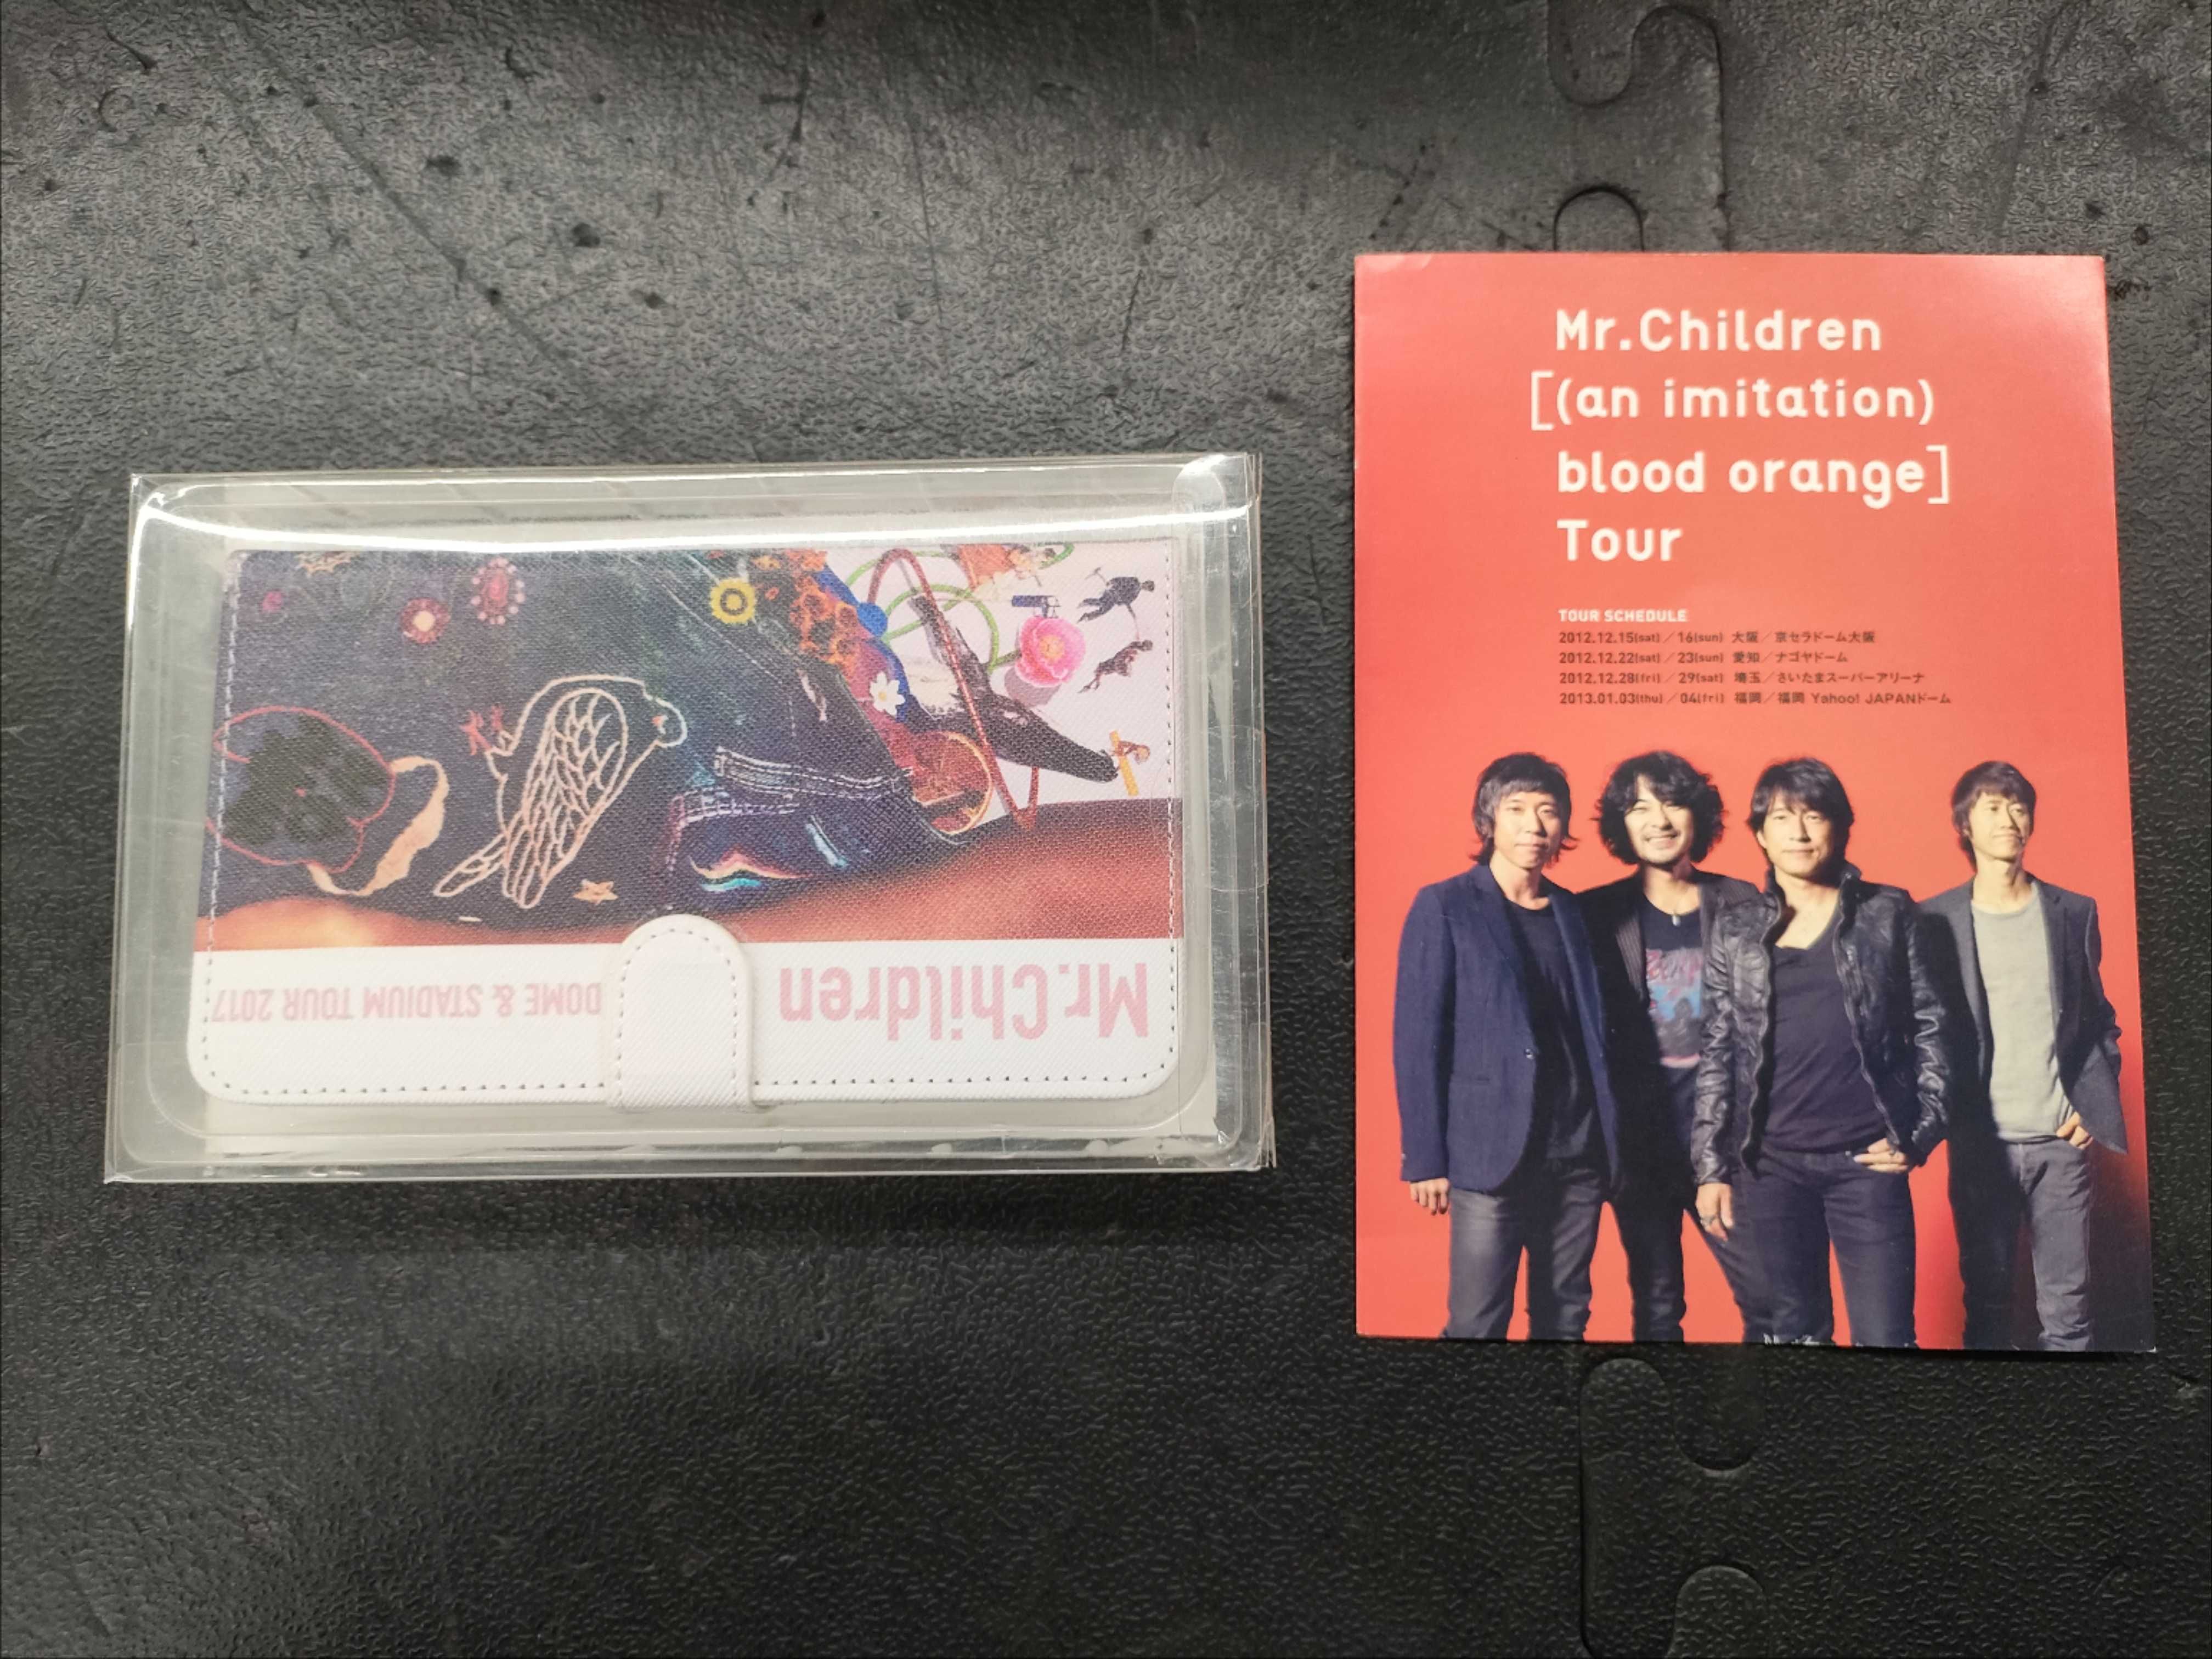 Mr.Children
DOME & STADIUM TOUR 2017
Mr.Children
[(an imitation)
blood orange]
Tour
TOUR SCHEDULE
2012.12.15(sat)／16(sun) 大阪／京セラドーム大阪
2012.12.22(sat)／23(sun) 愛知／ナゴヤドーム
2012.12.28(fri)／29(sat) 埼玉／さいたまスーパーアリーナ
2013.01.03(thu)／04(fri) 福岡／福岡 Yahoo! JAPANドーム